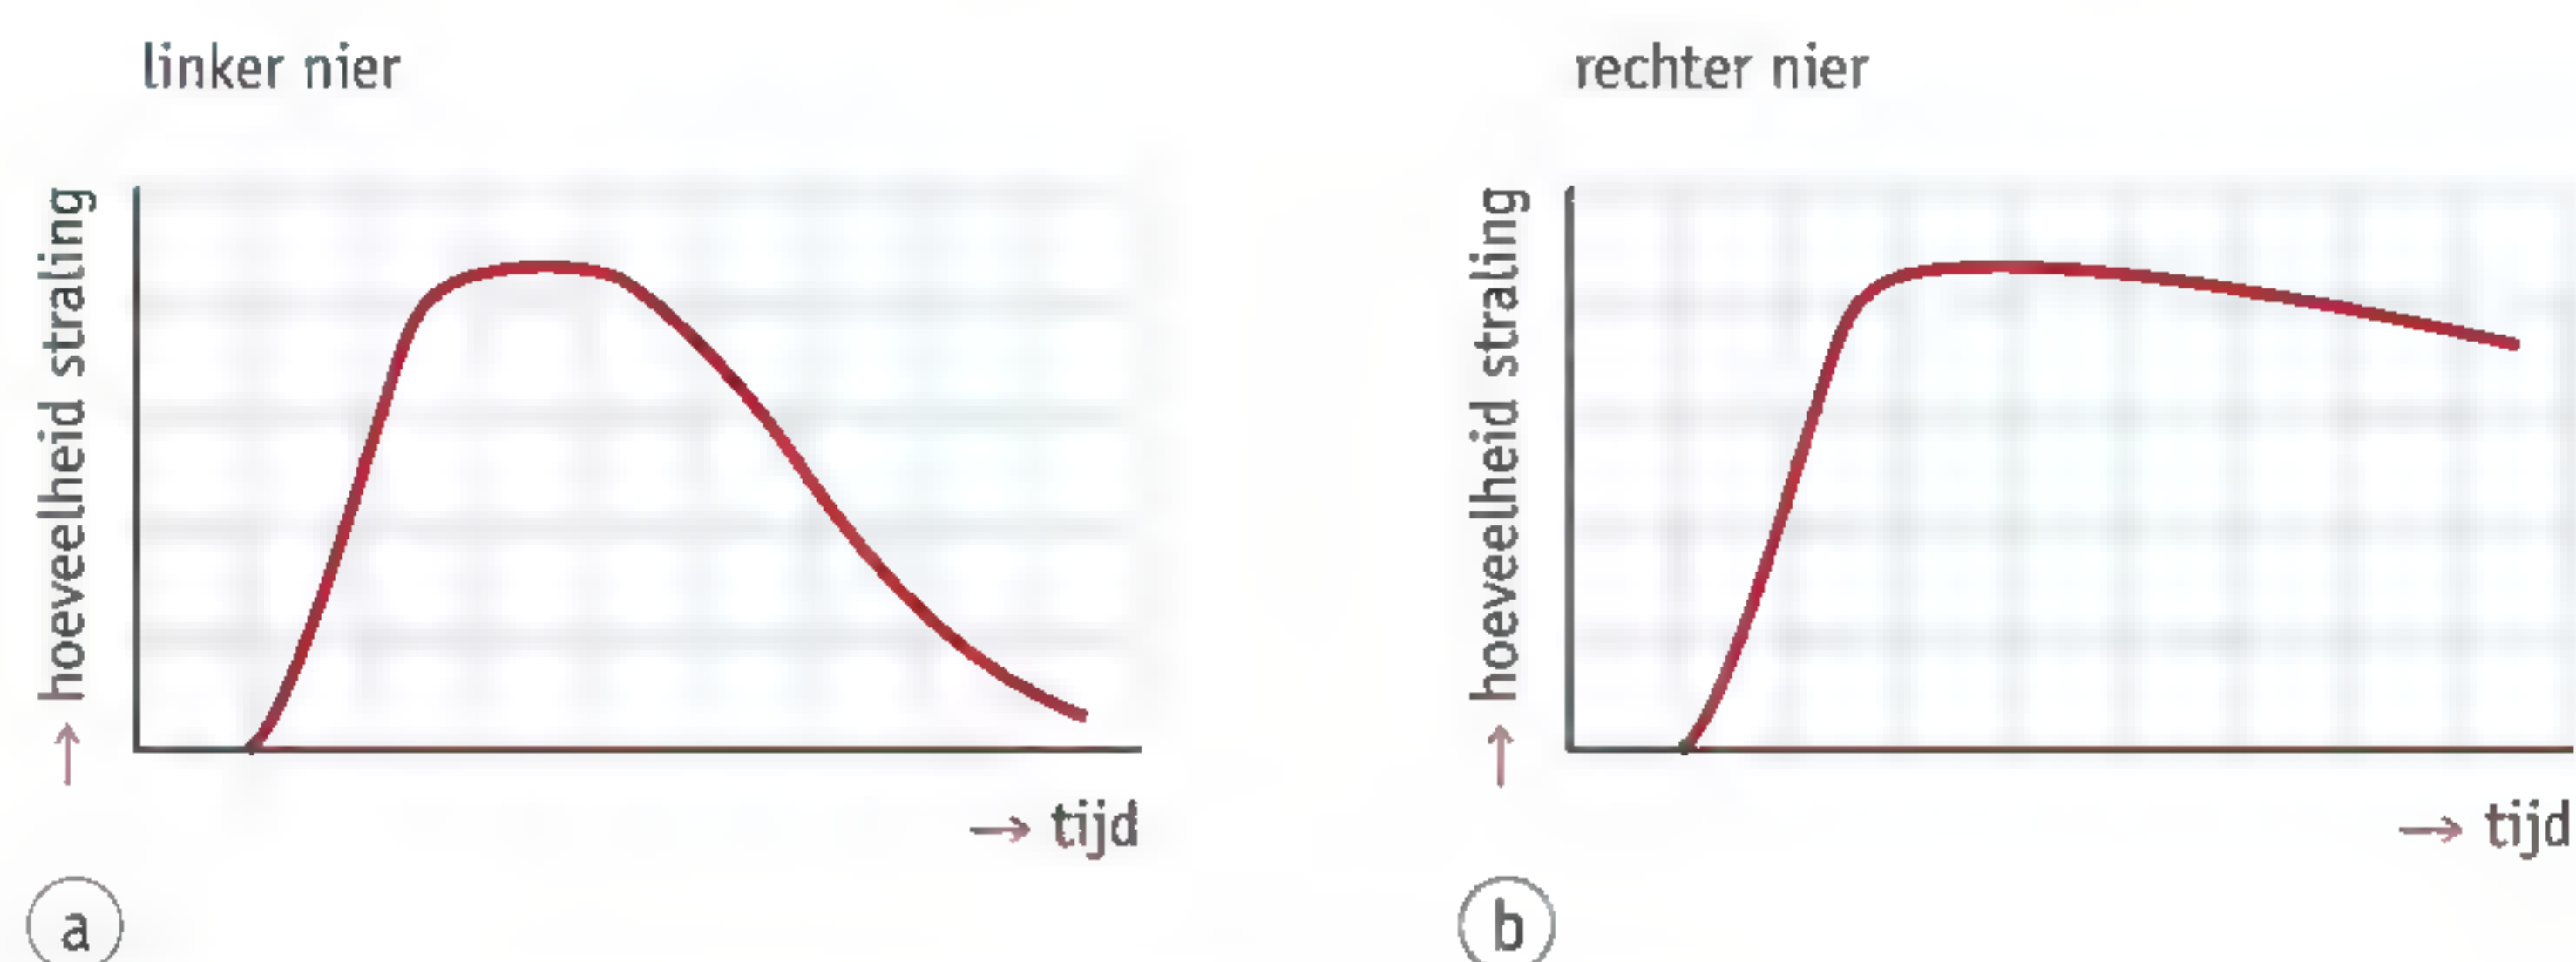 linker nier
hoeveelheid straling
→ tijd
a
rechter nier
hoeveelheid straling
→ tijd
b